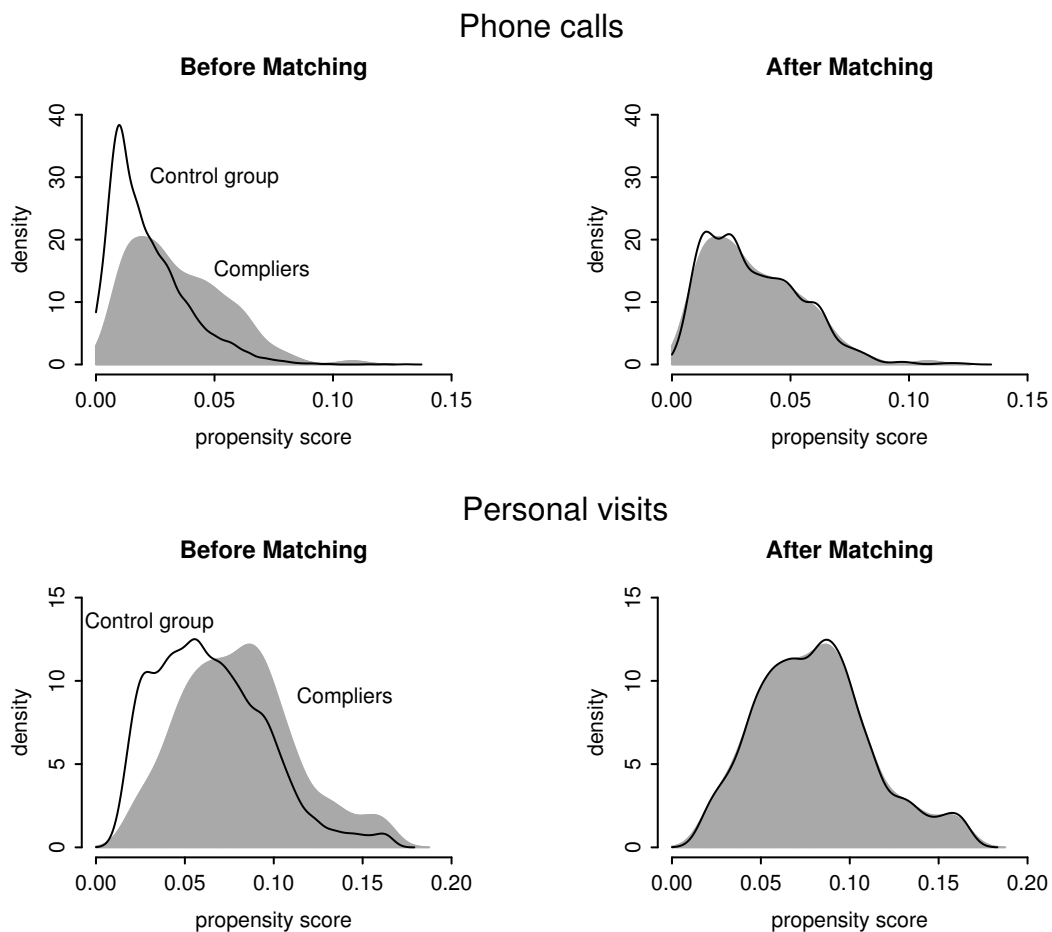 Phone calls
Before Matching
After Matching
density
0
10
20
30
40
Control group
Compliers
0.00 0.05 0.10 0.15
propensity score
density
0
10
20
30
40
0.00 0.05 0.10 0.15
propensity score
Personal visits
Before Matching
After Matching
density
0
5
10
15
Control group
Compliers
0.00 0.05 0.10 0.15 0.20
propensity score
density
0
5
10
15
0.00 0.05 0.10 0.15 0.20
propensity score